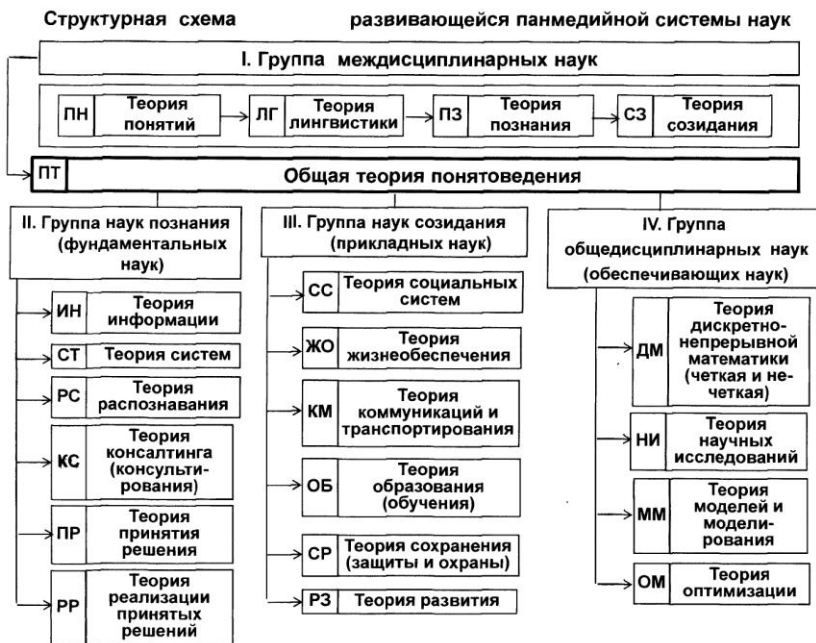 Структурная схема развивающейся панмедийной системы наук
I. Группа междисциплинарных наук
ПН
Теория
понятий
ЛГ
Теория
лингвистики
ПЗ
Теория
познания
СЗ
Теория
созидания
ПТ
Общая теория понятоведения
II. Группа наук познания
(фундаментальных
наук)
ИН
Теория
информации
СТ
Теория систем
РС
Теория
распознавания
КС
Теория
консалтинга
(консульти-
рования)
ПР
Теория
принятия
решения
РР
Теория
реализации
принятых
решений
III. Группа наук созидания
(прикладных наук)
СС
Теория социальных
систем
ЖО
Теория
жизнеобеспечения
КМ
Теория
коммуникаций и
транспортирования
ОБ
Теория
образования
(обучения)
СР
Теория сохранения
(защиты и охраны)
РЗ
Теория развития
IV. Группа
общедисциплинарных наук
(обеспечивающих наук)
ДМ
Теория
дискретно-
непрерывной
математики
(четкая и не-
четкая)
НИ
Теория
научных
исследований
ММ
Теория
моделей и
модели-
рования
ОМ
Теория
оптимизации